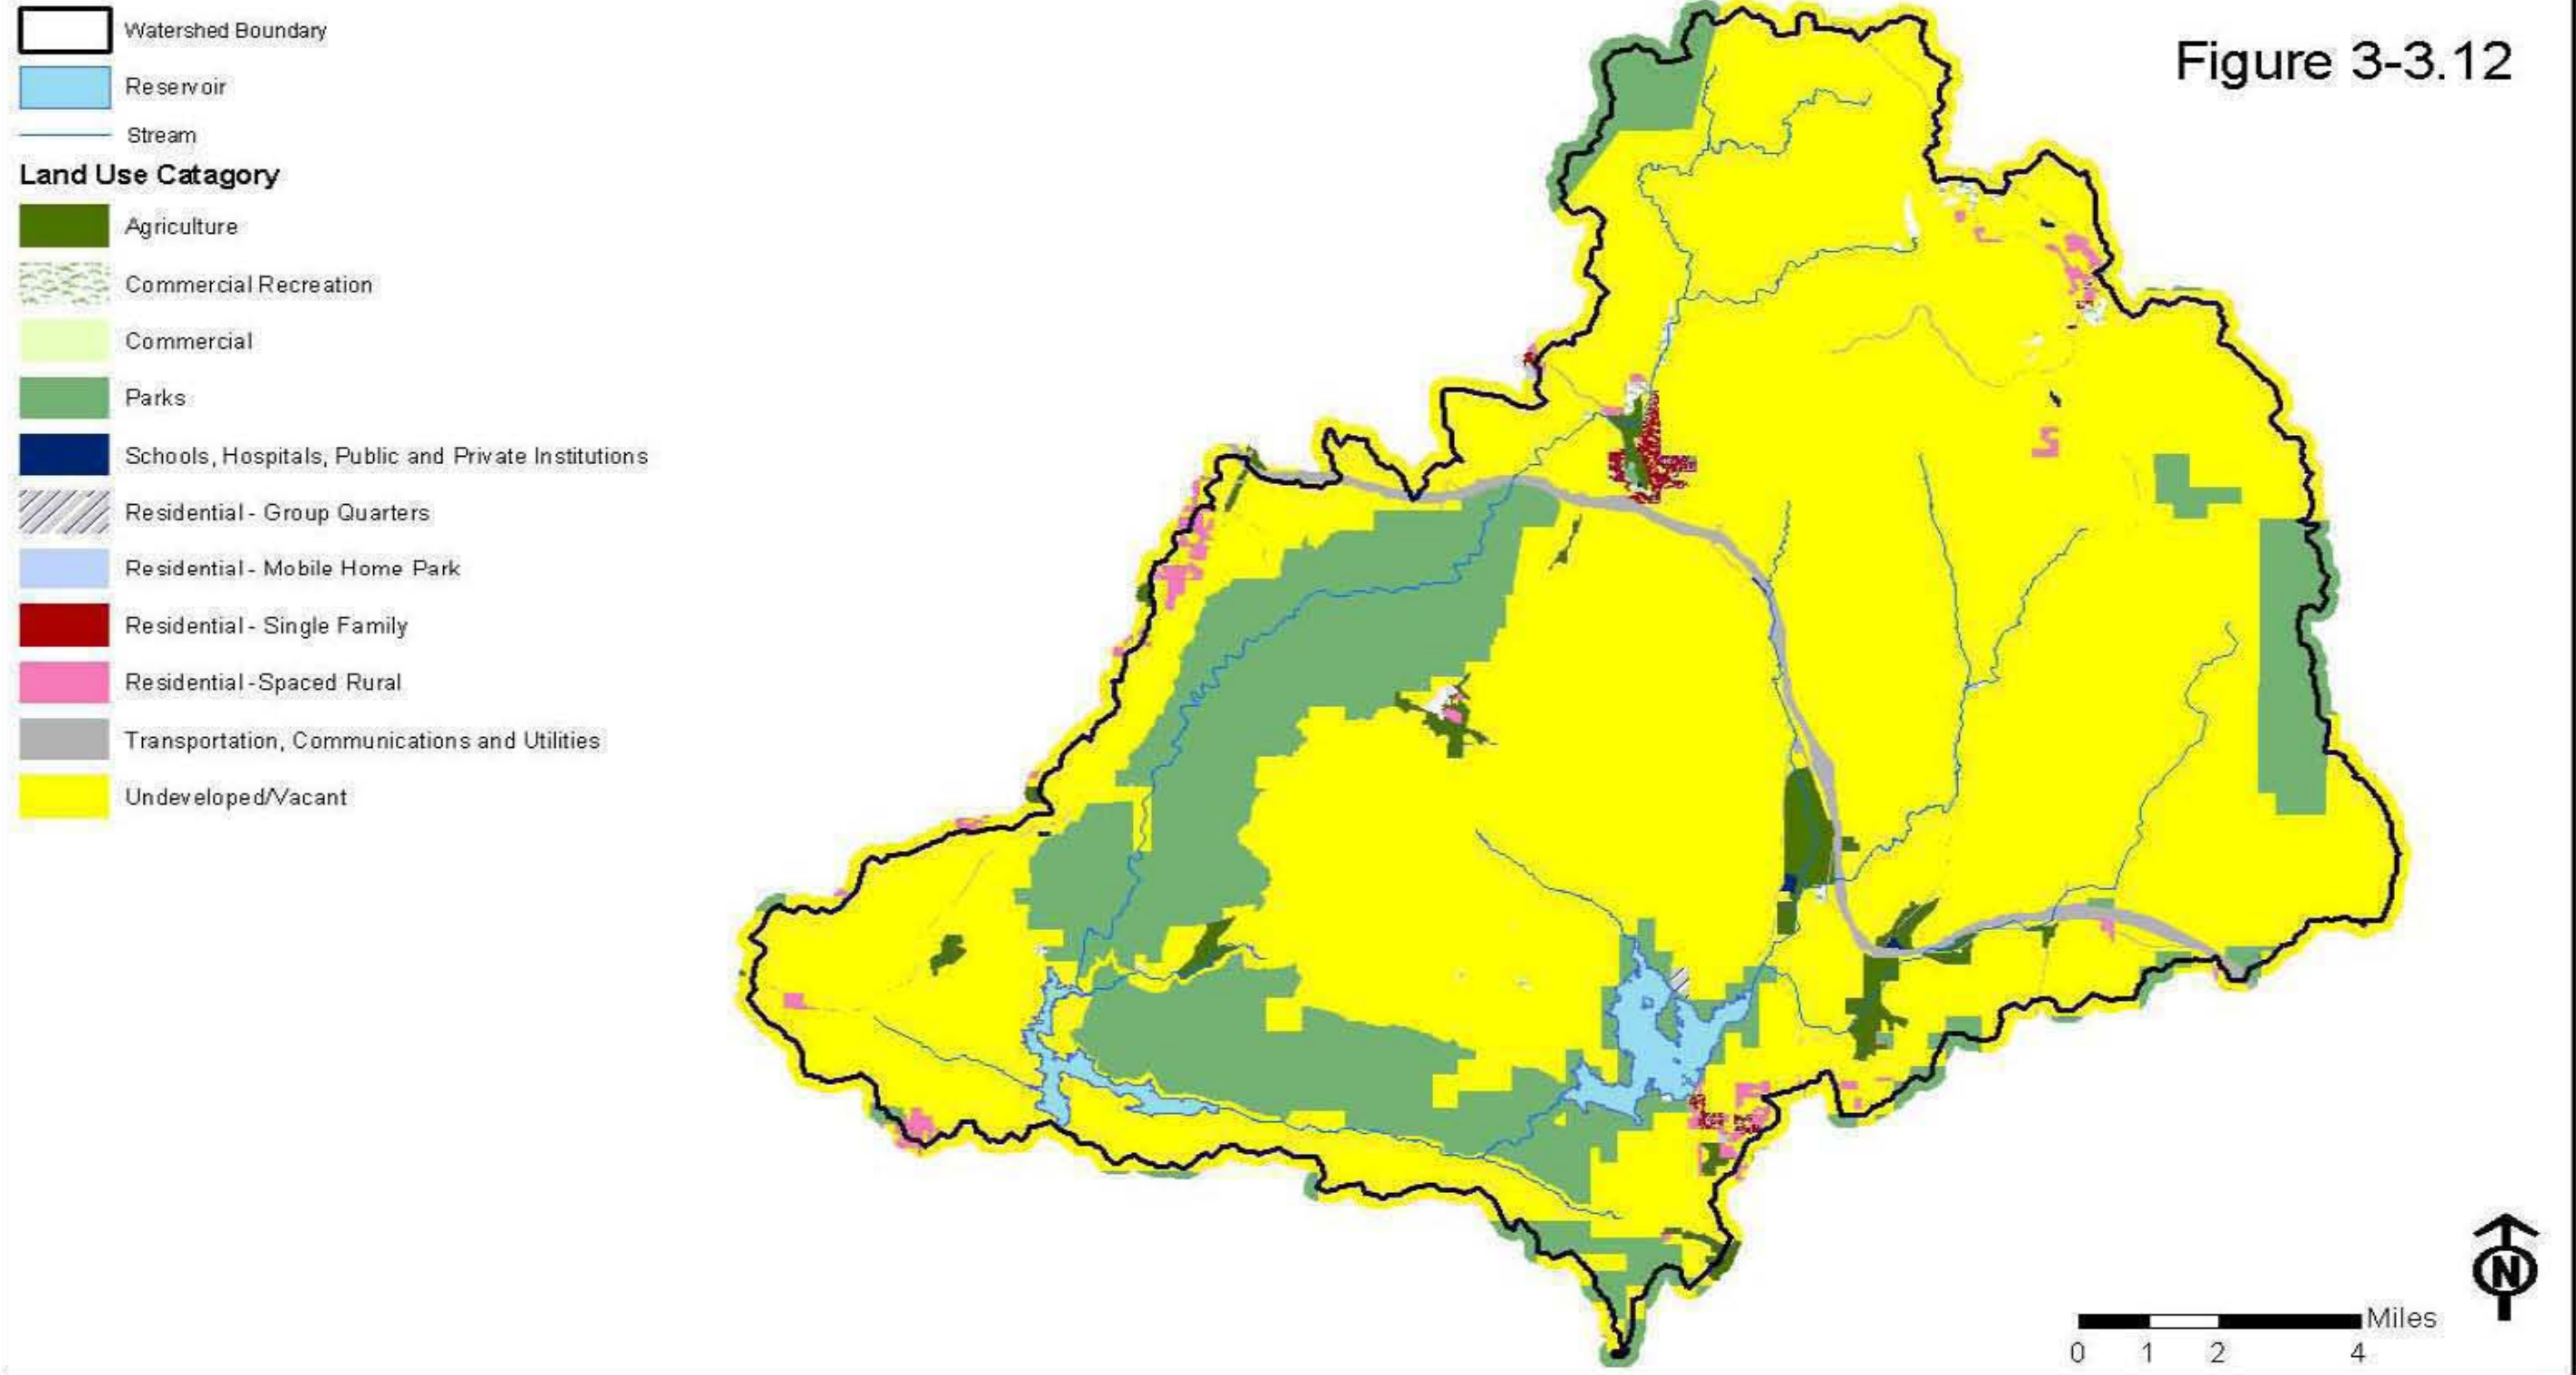 Figure 3-3.12
Watershed Boundary
Reservoir
Stream
Land Use Catagory
Agriculture
Commercial Recreation
Commercial
Parks
Schools, Hospitals, Public and Private Institutions
Residential - Group Quarters
Residential - Mobile Home Park
Residential - Single Family
Residential -Spaced Rural
Transportation, Communications and Utilities
Undeveloped/Vacant
N
Miles
0 1 2 4